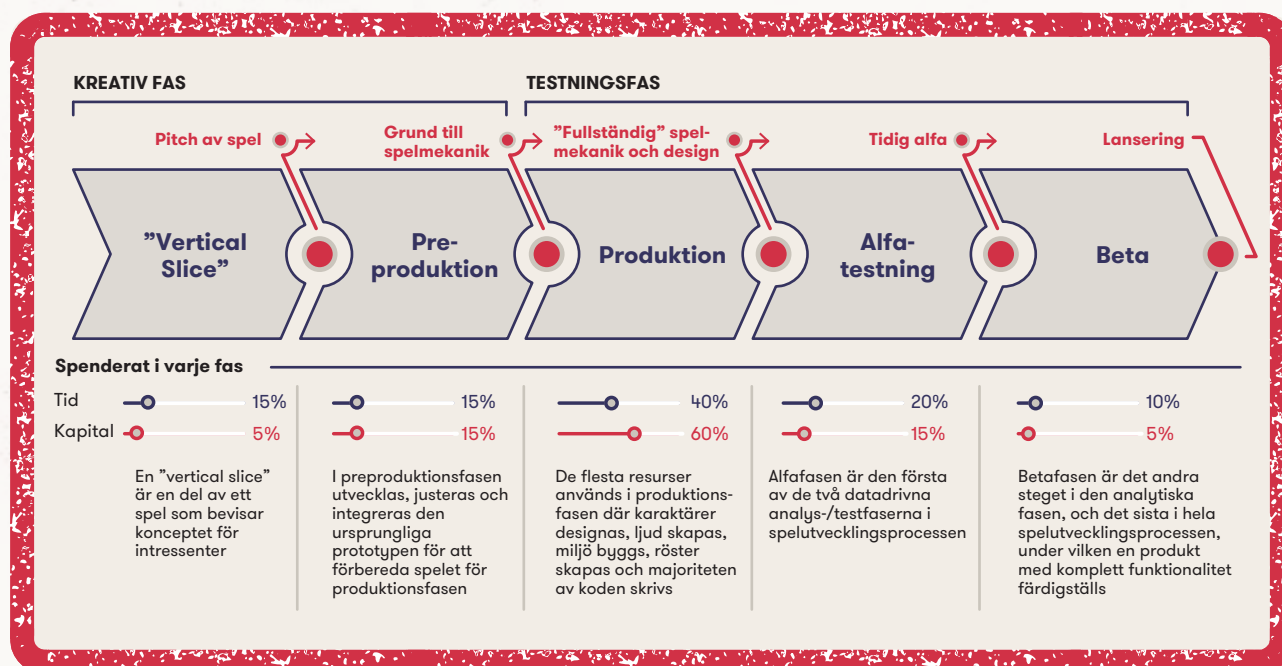 KREATIV FAS
TESTNINGSFAS
Pitch av spel
Grund till
spelmekanik
”Fullständig” spel-
mekanik och design
Tidig alfa
Lansering
”Vertical
Slice”
Pre-
produktion
Produktion
Alfa-
testning
Beta
Spenderat i varje fas
Tid
15%
15%
40%
20%
10%
Kapital
5%
15%
60%
15%
5%
En ”vertical slice”
är en del av ett
spel som bevisar
konceptet för
intressenter
I preproduktionsfasen
utvecklas, justeras och
integreras den
ursprungliga
prototypen för att
förbereda spelet för
produktionsfasen
De flesta resurser
används i produktions-
fasen där karaktärer
designas, ljud skapas,
miljö byggs, röster
skapas och majoriteten
av koden skrivs
Alfafasen är den första
av de två datadrivna
analys-/testfaserna i
spelutvecklingsprocessen
Betafasen är det andra
steget i den analytiska
fasen, och det sista i hela
spelutvecklingsprocessen,
under vilken en produkt
med komplett funktionalitet
färdigställs